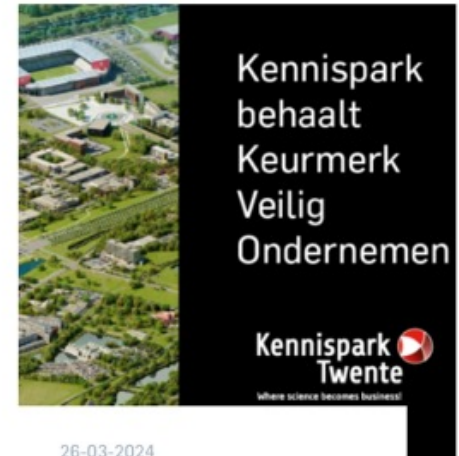 Kennispark
behaalt
Keurmerk
Veilig
Ondernemen
Kennispark
Twente
Where science becomes business!
26-03-2024